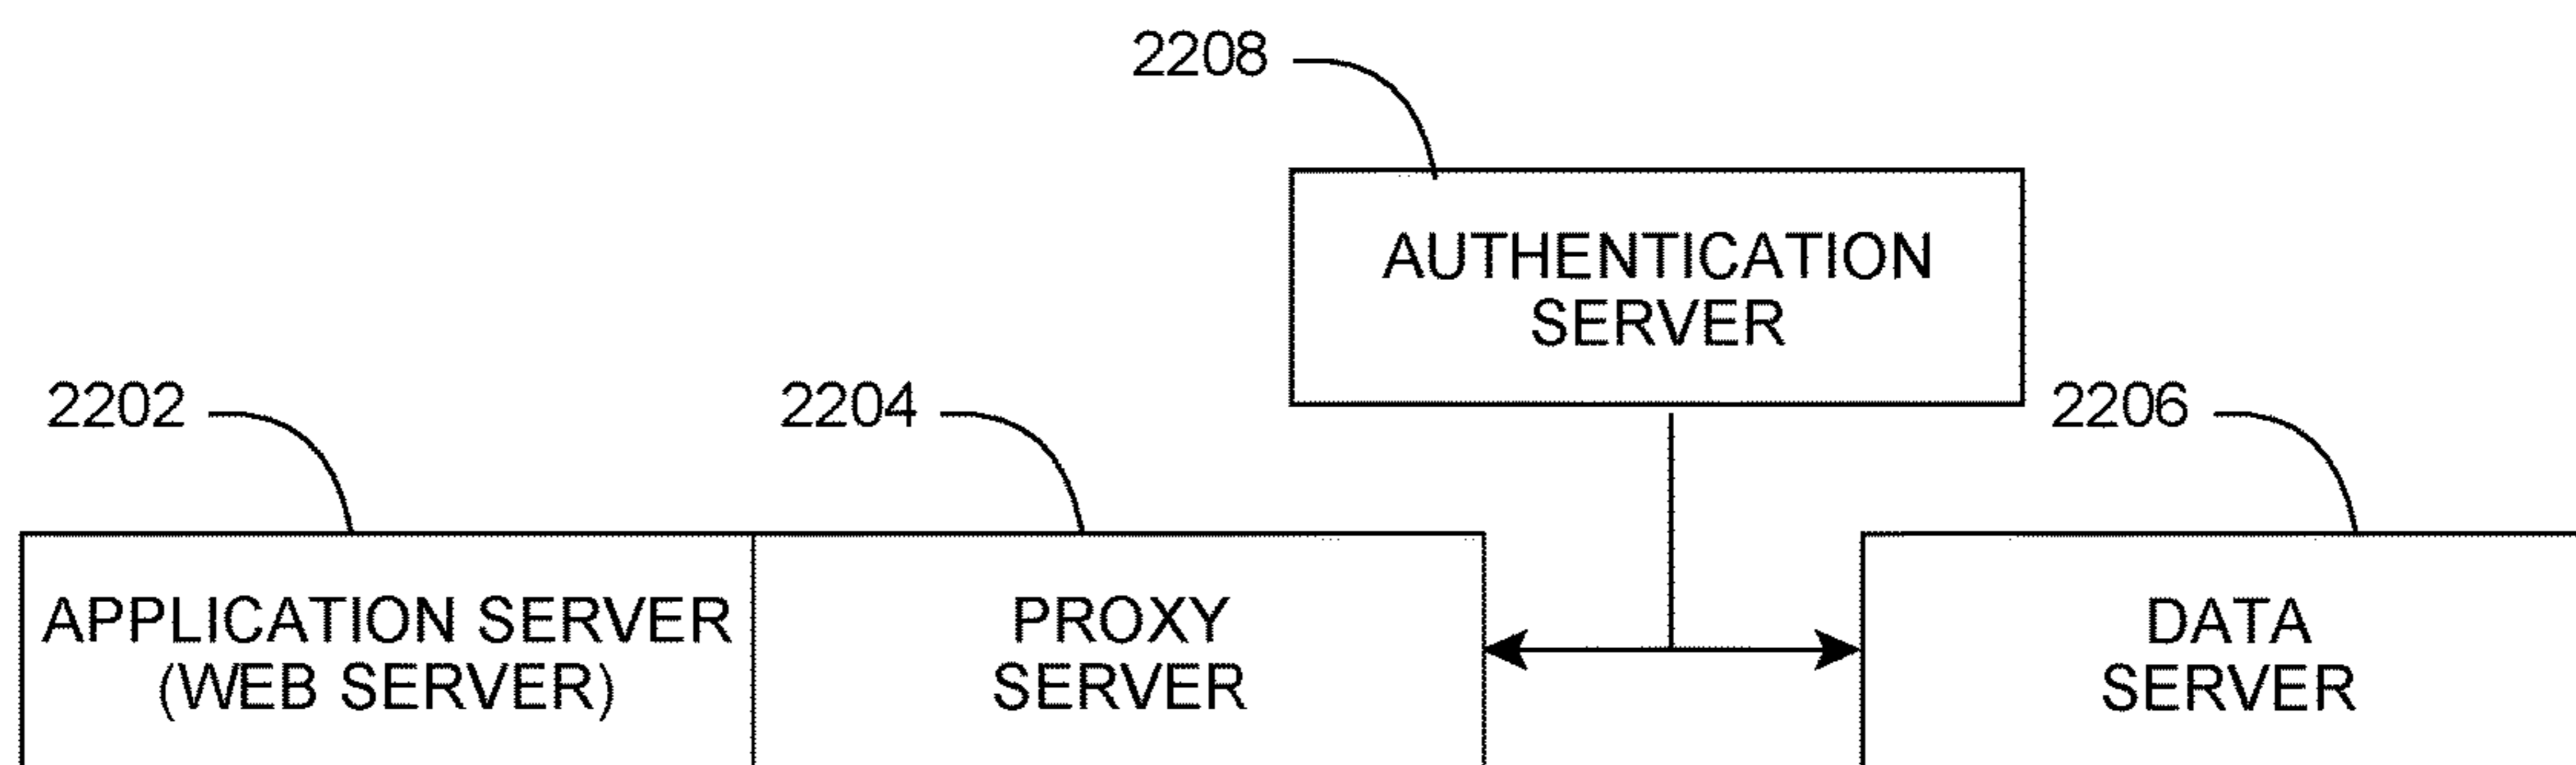 2208
AUTHENTICATION
SERVER
2202
2204
2206
APPLICATION SERVER
(WEB SERVER)
PROXY
SERVER
DATA
SERVER